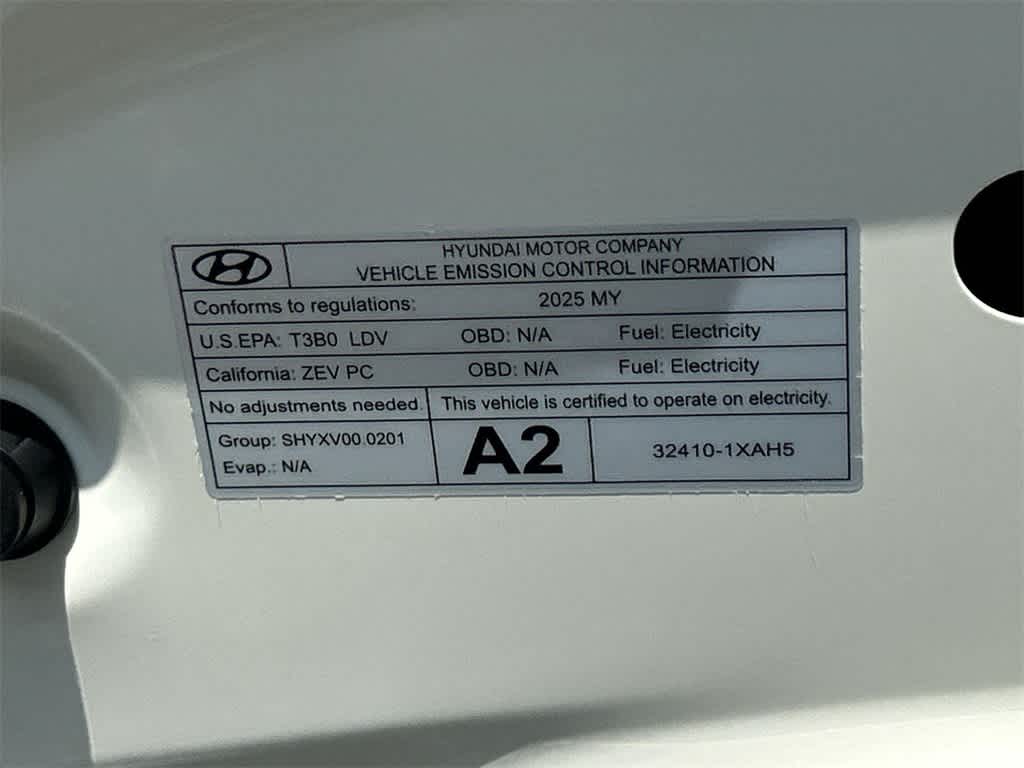 HYUNDAI MOTOR COMPANY
VEHICLE EMISSION CONTROL INFORMATION
Conforms to regulations: 2025 MY
U.S.EPA: T3B0 LDV OBD: N/A Fuel: Electricity
California: ZEV PC OBD: N/A Fuel: Electricity
No adjustments needed. This vehicle is certified to operate on electricity.
Group: SHYXV00.0201
Evap.: N/A
A2
32410-1XAH5